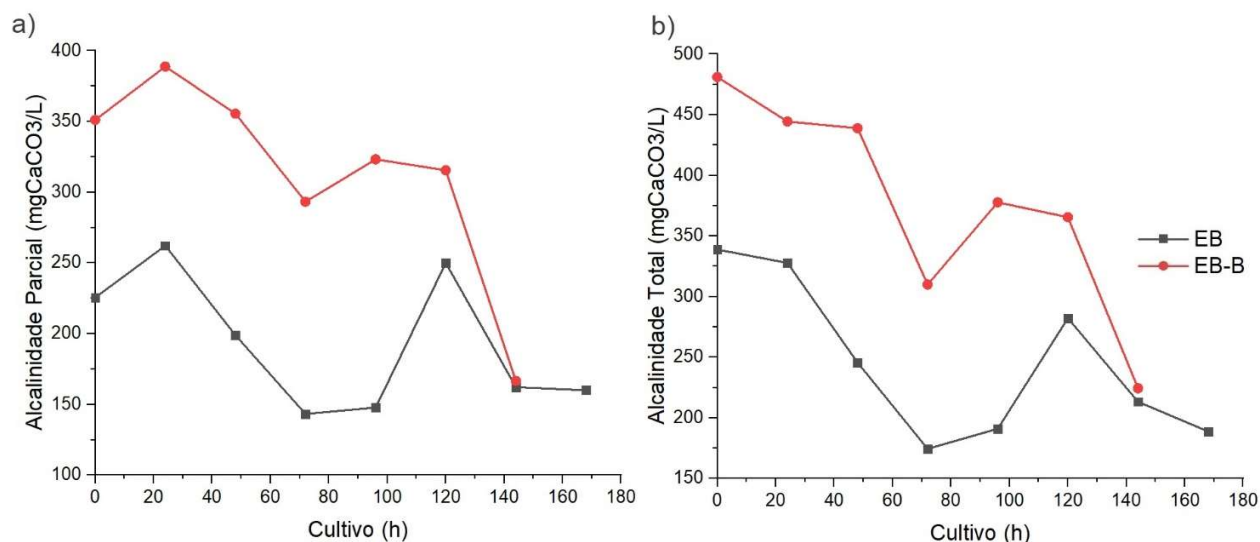 a)
Alcalinidade Parcial (mgCaCO3/L)
400
350
300
250
200
150
100
0 20 40 60 80 100 120 140 160 180
Cultivo (h)
b)
Alcalinidade Total (mgCaCO3/L)
500
450
400
350
300
250
200
150
0 20 40 60 80 100 120 140 160 180
Cultivo (h)
EB
EB-B